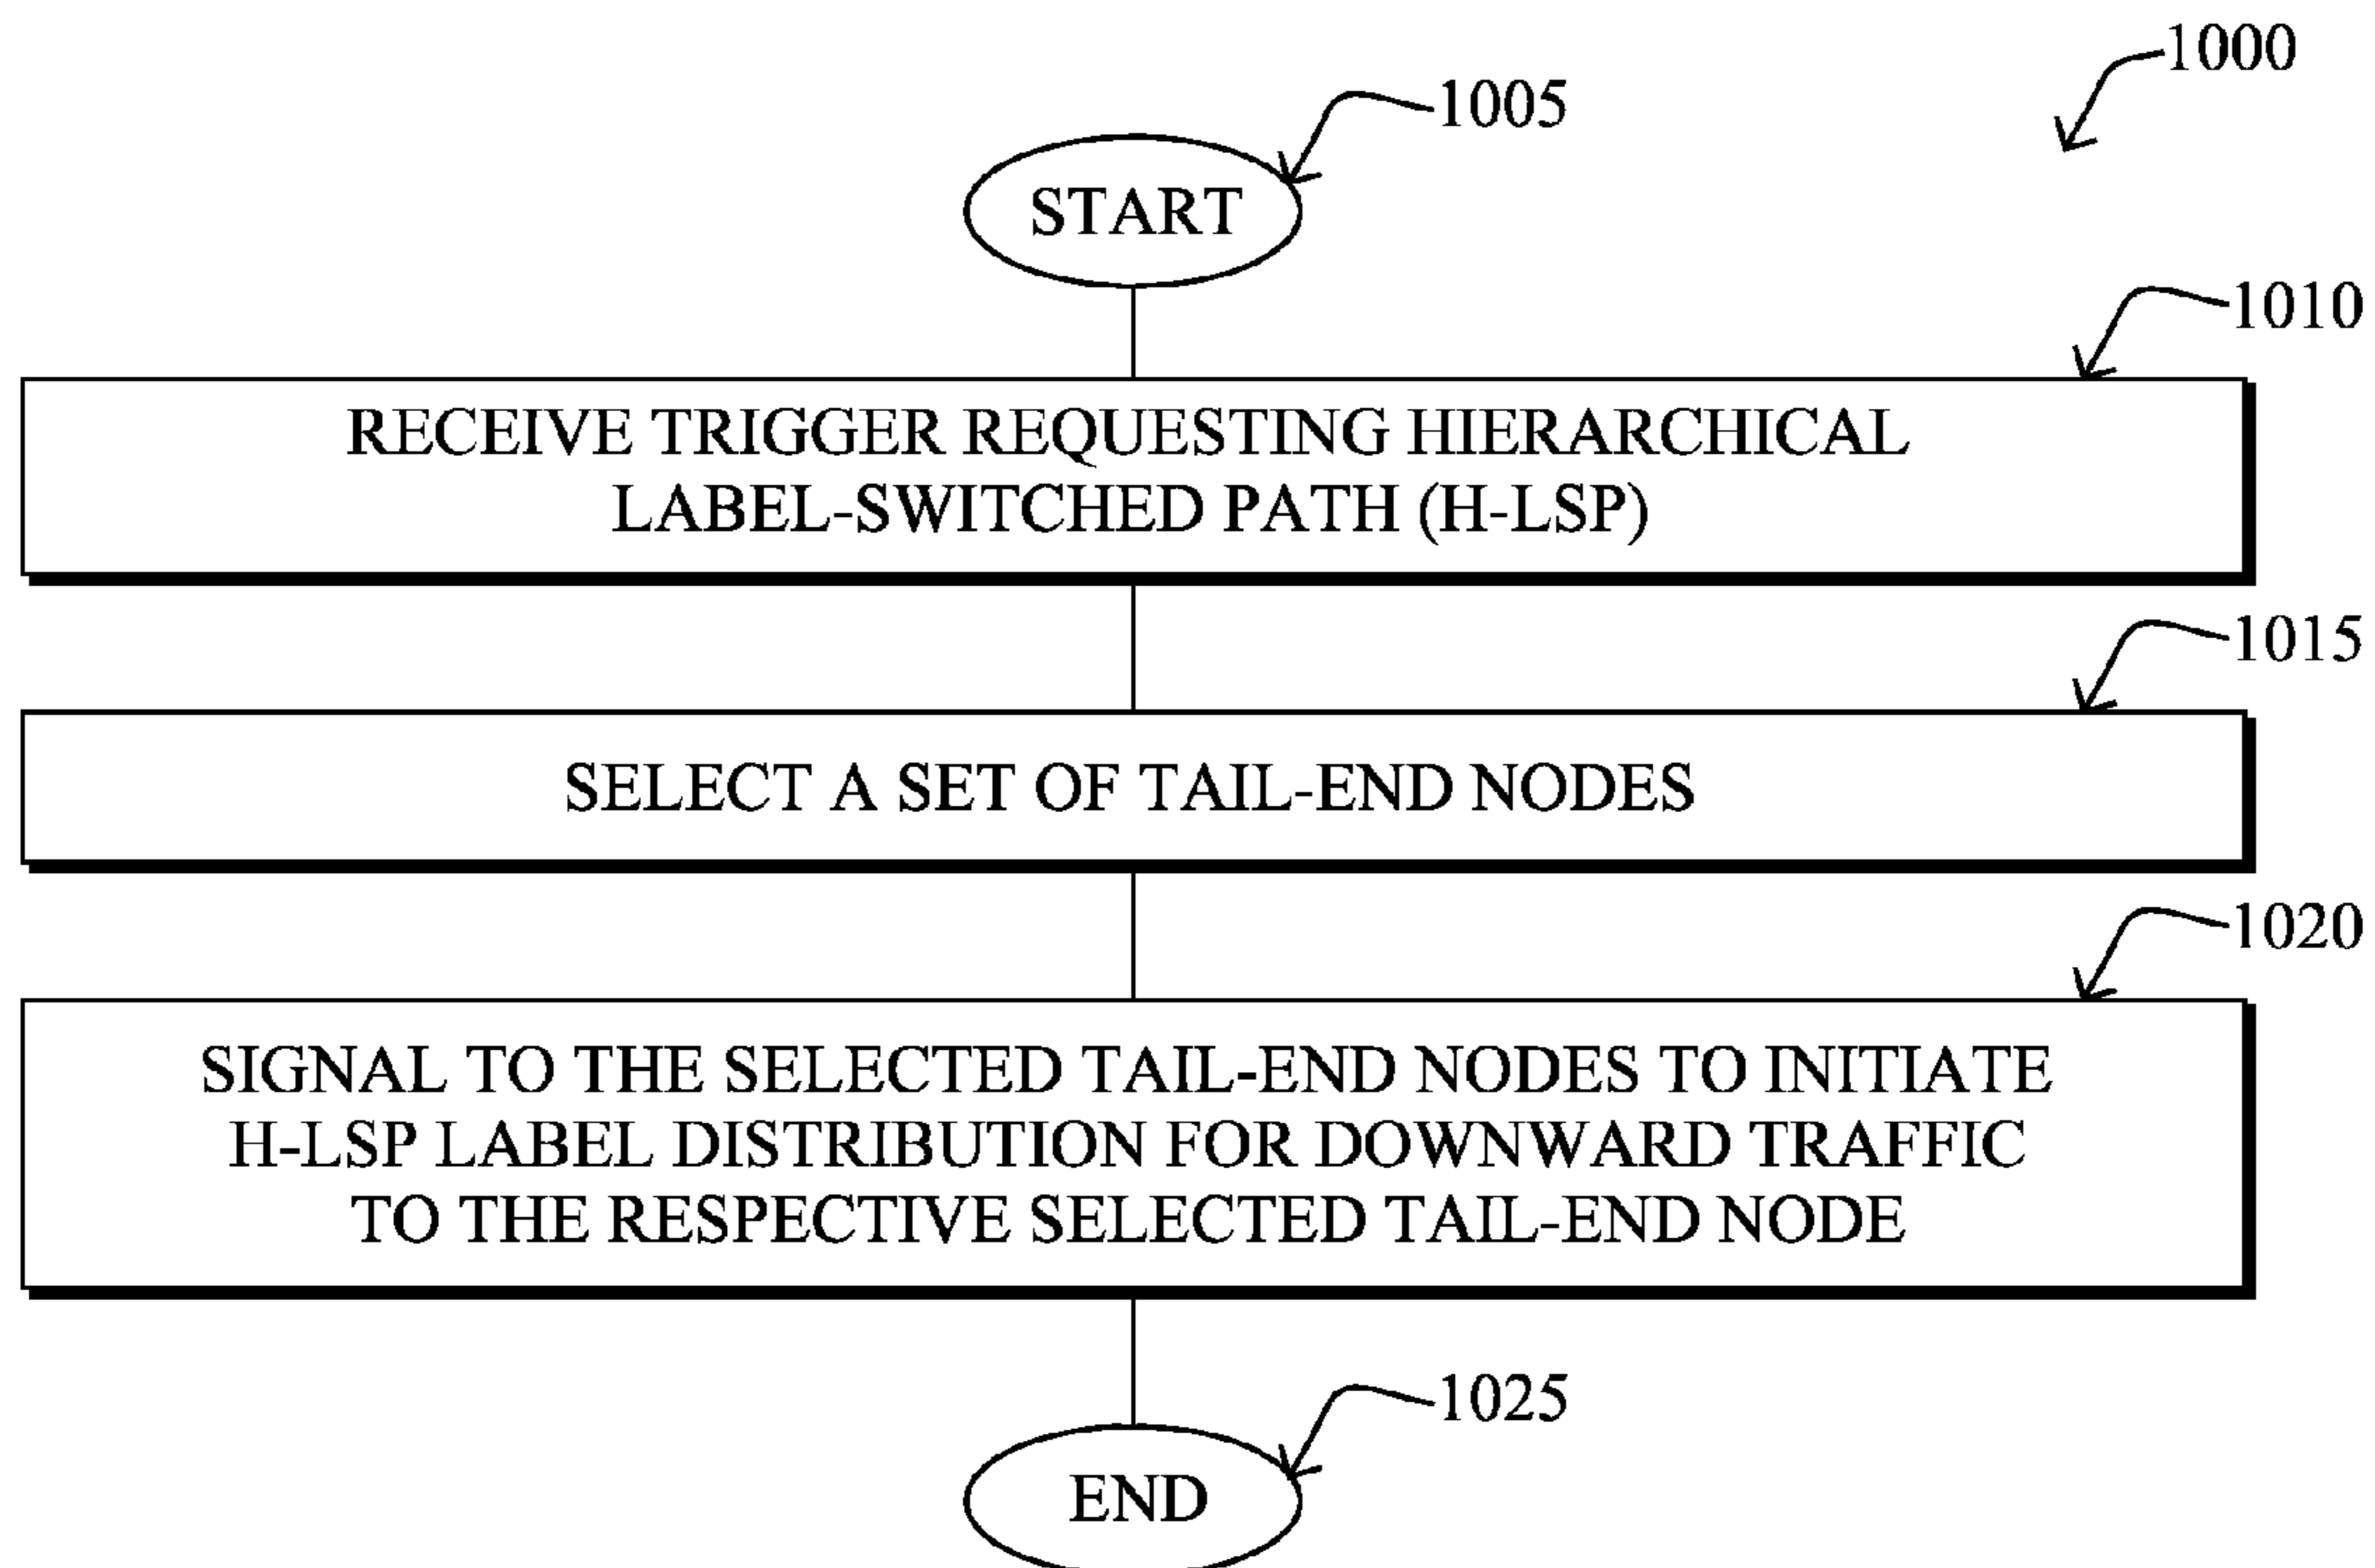 1000
1005
START
1010
RECEIVE TRIGGER REQUESTING HIERARCHICAL
LABEL-SWITCHED PATH (H-LSP)
1015
SELECT A SET OF TAIL-END NODES
1020
SIGNAL TO THE SELECTED TAIL-END NODES TO INITIATE
H-LSP LABEL DISTRIBUTION FOR DOWNWARD TRAFFIC
TO THE RESPECTIVE SELECTED TAIL-END NODE
1025
END